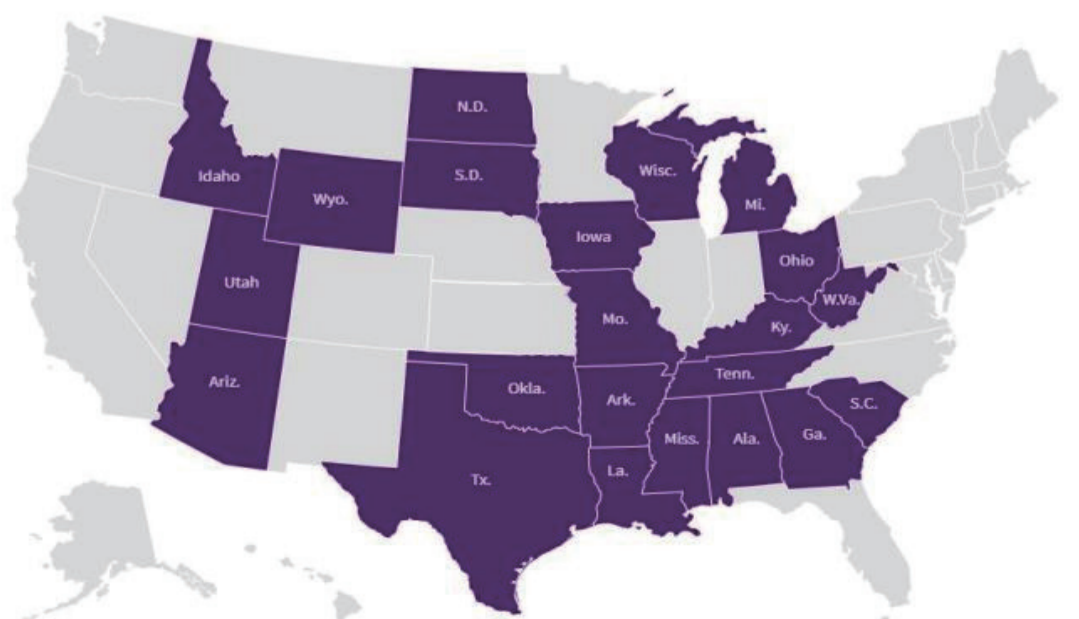 N.D.
Idaho
S.D.
Wisc.
Wyo.
Mi.
Iowa
Ohio
Utah
W.Va.
Mo.
Ky.
Ariz.
Okla.
Tenn.
Ark.
S.C.
Miss.
Ala.
Ga.
La.
Tx.